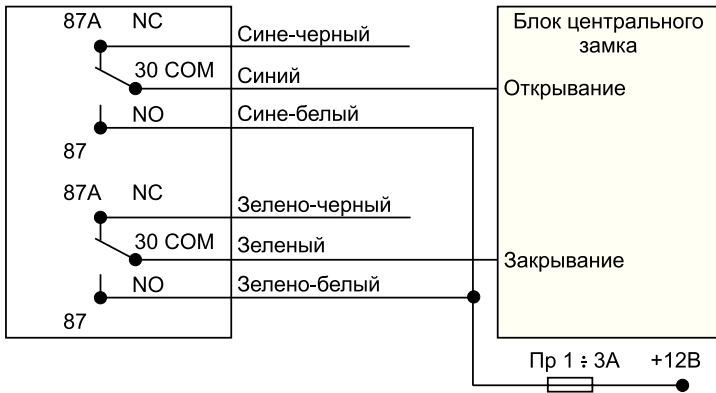 87A NC
Сине-черный
30 COM
Синий
NO
Сине-белый
87
87A NC
Зелено-черный
30 COM
Зеленый
NO
Зелено-белый
87
Блок центрального
замка
Открывание
Закрывание
Пр 1 ÷ 3А
+12В